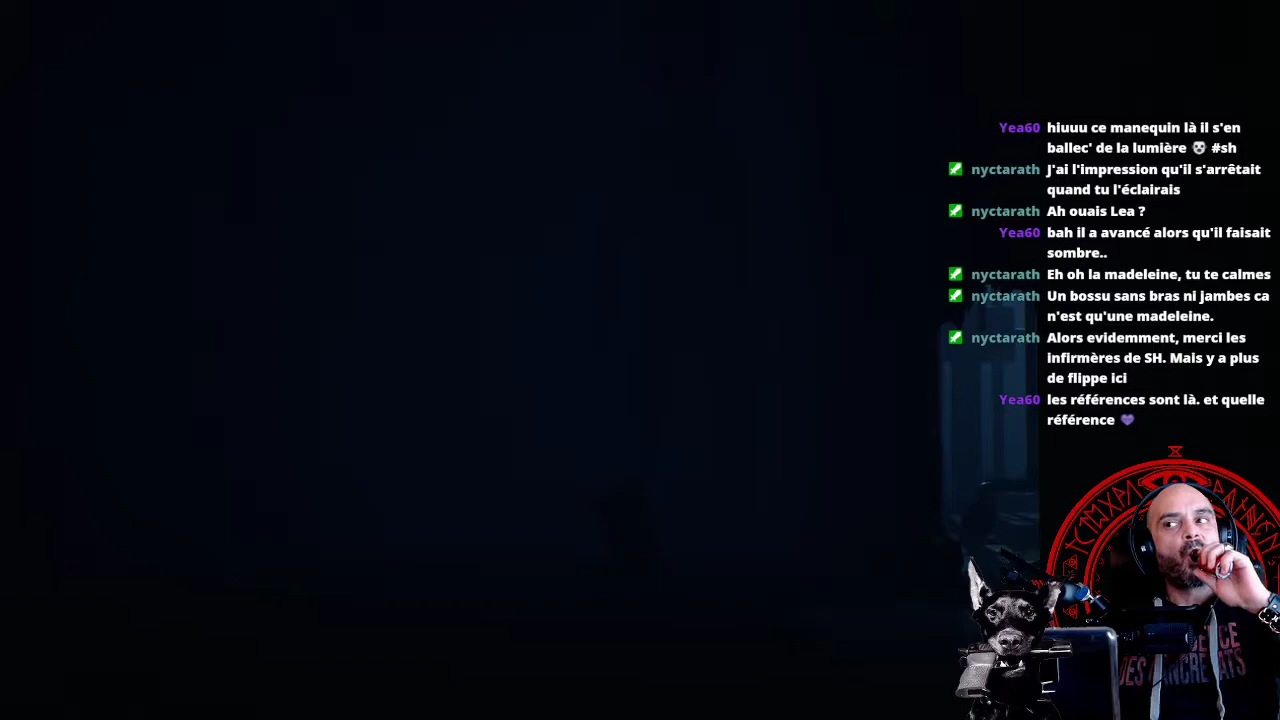 Yea60 hiuuu ce manequin là il s'en
ballec' de la lumière 💀 #sh
nyctarath J'ai l'impression qu'il s'arrêtait
quand tu l'éclairais
nyctarath Ah ouais Lea ?
Yea60 bah il a avancé alors qu'il faisait
sombre..
nyctarath Eh oh la madeleine, tu te calmes
nyctarath Un bossu sans bras ni jambes ca
n'est qu'une madeleine.
nyctarath Alors evidemment, merci les
infirmères de SH. Mais y a plus
de flippe ici
Yea60 les références sont là. et quelle
référence 💜